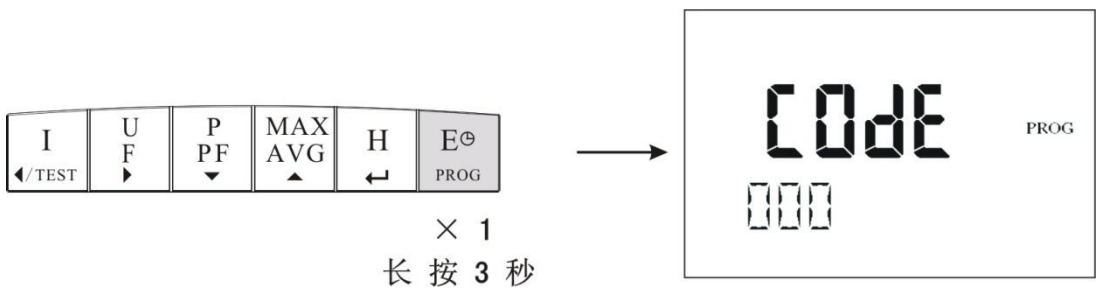 I
◀/TEST
U
F
▶
P
PF
▼
MAX
AVG
▲
H
↵
E◷
PROG
× 1
长 按 3 秒
CODE
PROG
000